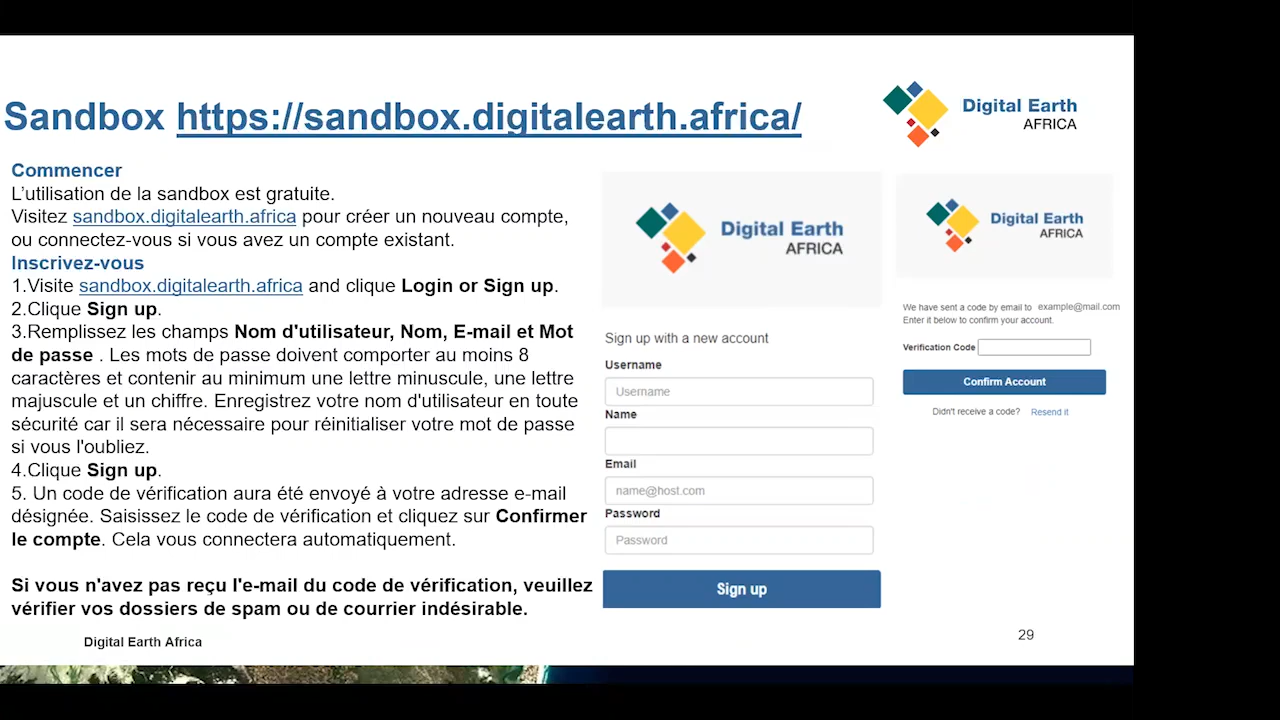 Sandbox https://sandbox.digitalearth.africa/
Digital Earth
AFRICA
Commencer
L'utilisation de la sandbox est gratuite.
Visitez sandbox.digitalearth.africa pour créer un nouveau compte,
ou connectez-vous si vous avez un compte existant.
Inscrivez-vous
1.Visite sandbox.digitalearth.africa and clique Login or Sign up.
2.Clique Sign up.
3.Remplissez les champs Nom d'utilisateur, Nom, E-mail et Mot
de passe . Les mots de passe doivent comporter au moins 8
caractères et contenir au minimum une lettre minuscule, une lettre
majuscule et un chiffre. Enregistrez votre nom d'utilisateur en toute
sécurité car il sera nécessaire pour réinitialiser votre mot de passe
si vous l'oubliez.
4.Clique Sign up.
5. Un code de vérification aura été envoyé à votre adresse e-mail
désignée. Saisissez le code de vérification et cliquez sur Confirmer
le compte. Cela vous connectera automatiquement.
Si vous n'avez pas reçu l'e-mail du code de vérification, veuillez
vérifier vos dossiers de spam ou de courrier indésirable.
Digital Earth
AFRICA
Sign up with a new account
Username
Username
Name
Email
name@host.com
Password
Password
Sign up
Digital Earth
AFRICA
We have sent a code by email to example@mail.com
Enter it below to confirm your account.
Verification Code
Confirm Account
Didn't receive a code? Resend it
Digital Earth Africa
29